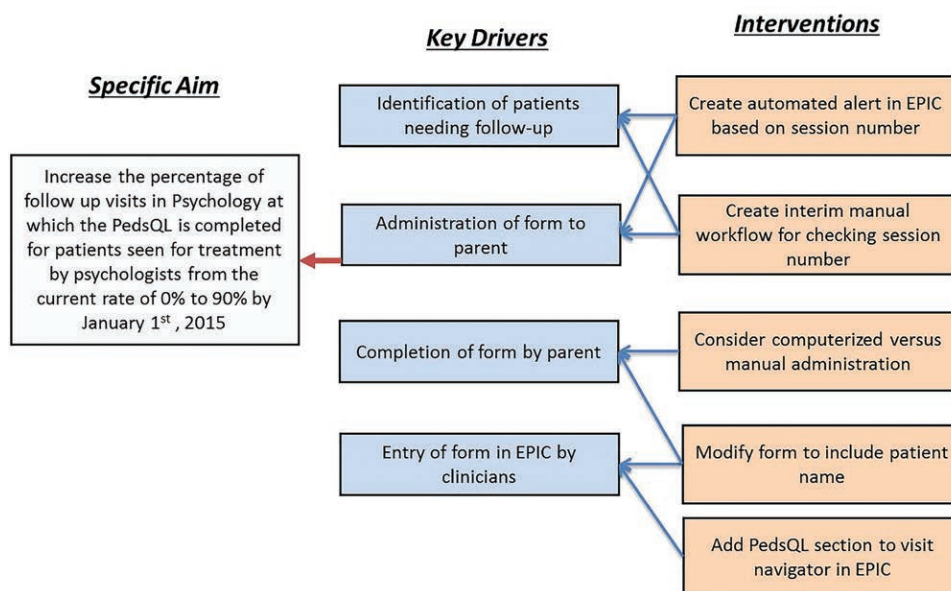 Specific Aim
Increase the percentage of
follow up visits in Psychology at
which the PedsQL is completed
for patients seen for treatment
by psychologists from the
current rate of 0% to 90% by
January 1st , 2015
Key Drivers
Identification of patients
needing follow-up
Administration of form to
parent
Completion of form by parent
Entry of form in EPIC by
clinicians
Interventions
Create automated alert in EPIC
based on session number
Create interim manual
workflow for checking session
number
Consider computerized versus
manual administration
Modify form to include patient
name
Add PedsQL section to visit
navigator in EPIC